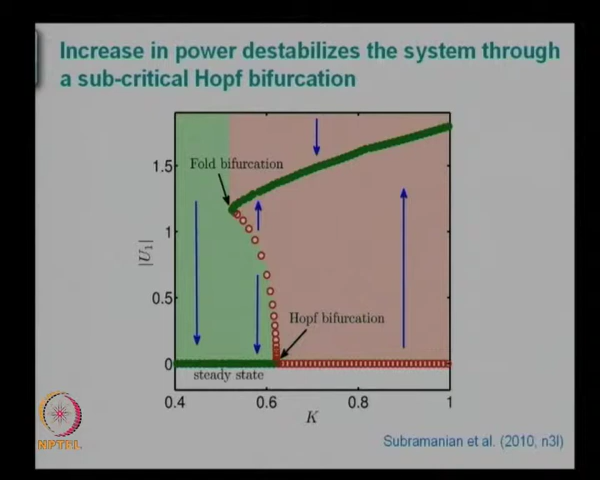 Increase in power destabilizes the system through
a sub-critical Hopf bifurcation
1.5
Fold bifurcation
1
|U₁|
0.5
Hopf bifurcation
0
steady state
0.4 0.6 0.8 1
K
NPTEL
Subramanian et al. (2010, n3l)